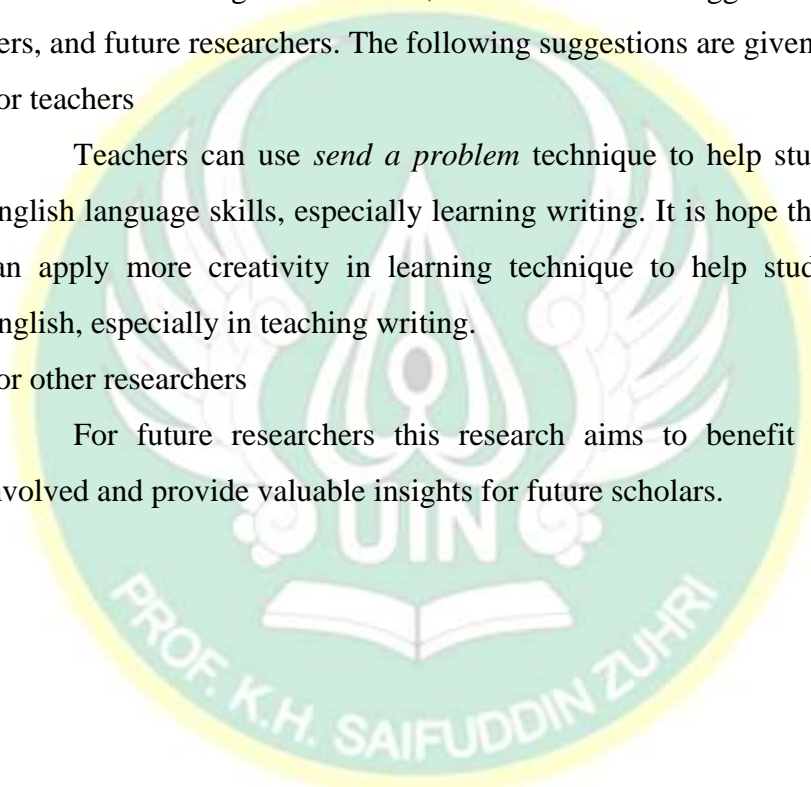 ers, and future researchers. The following suggestions are given
or teachers
Teachers can use send a problem technique to help stu
nglish language skills, especially learning writing. It is hope th
an apply more creativity in learning technique to help stud
nglish, especially in teaching writing.
or other researchers
For future researchers this research aims to benefit
nvolved and provide valuable insights for future scholars.
UIN
PROF. K.H. SAIFUDDIN ZUHRI